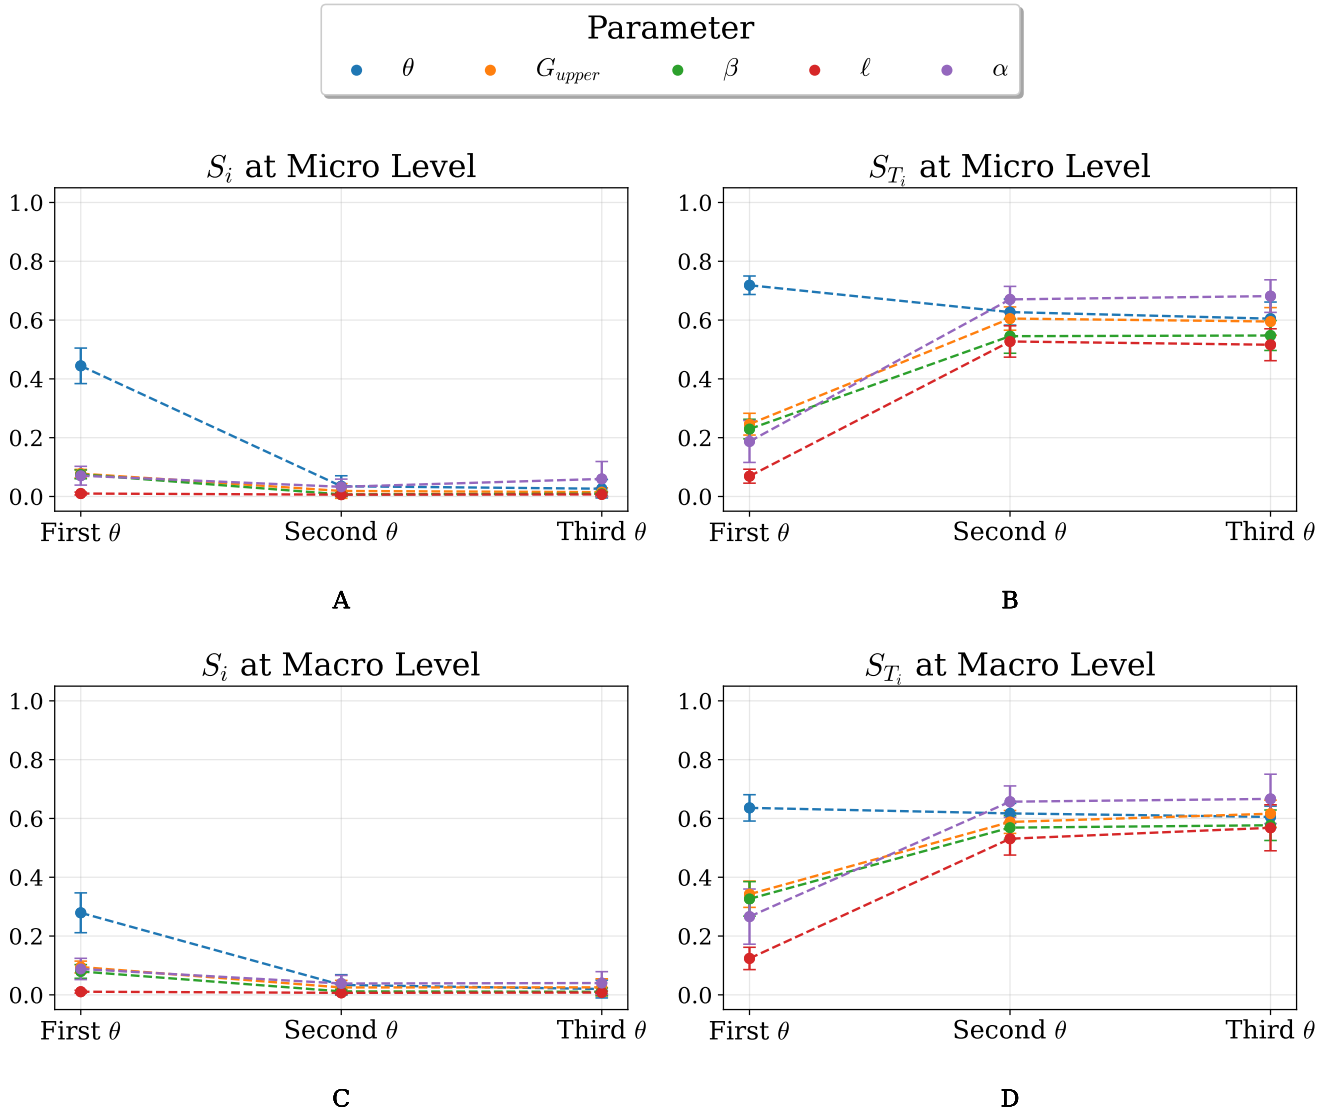 Parameter
θ G_upper β ℓ α
S_i at Micro Level
1.0
0.8
0.6
0.4
0.2
0.0
First θ Second θ Third θ
A
S_{T_i} at Micro Level
1.0
0.8
0.6
0.4
0.2
0.0
First θ Second θ Third θ
B
S_i at Macro Level
1.0
0.8
0.6
0.4
0.2
0.0
First θ Second θ Third θ
C
S_{T_i} at Macro Level
1.0
0.8
0.6
0.4
0.2
0.0
First θ Second θ Third θ
D